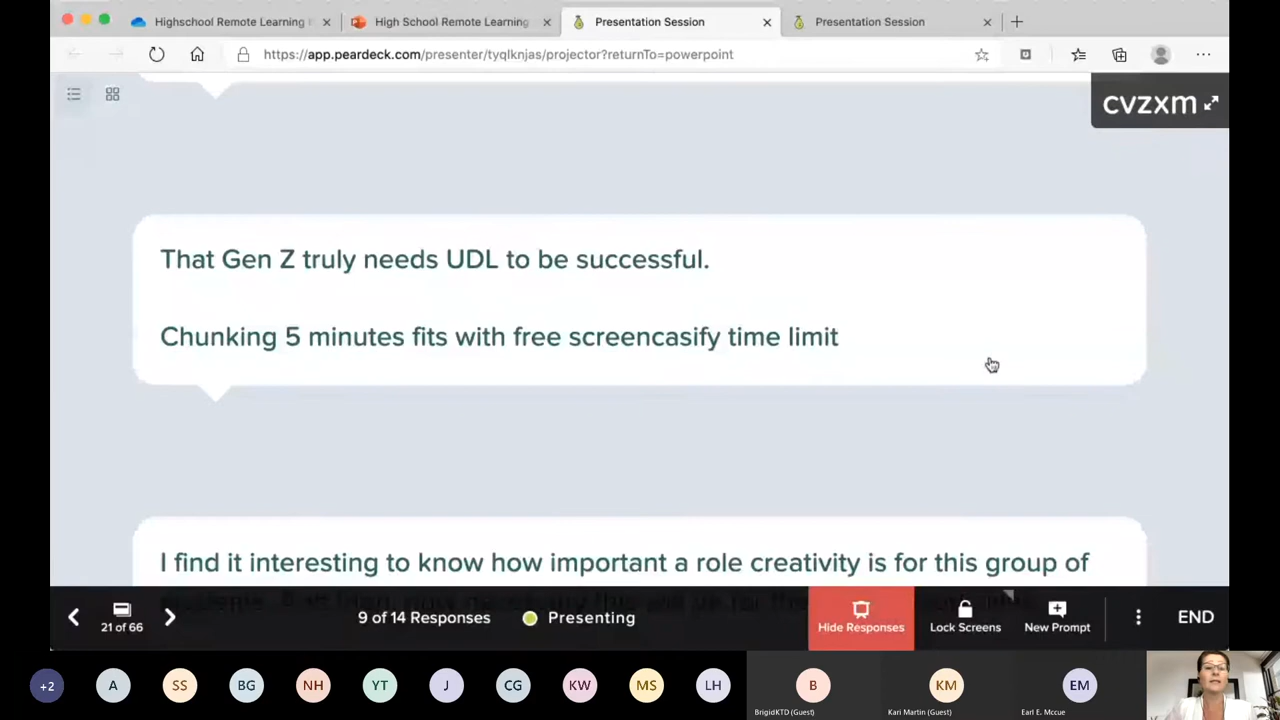 Highschool Remote Learning
High School Remote Learning
Presentation Session
Presentation Session
https://app.peardeck.com/presenter/tyqlknjas/projector?returnTo=powerpoint
cvzxm
That Gen Z truly needs UDL to be successful.
Chunking 5 minutes fits with free screencasify time limit
I find it interesting to know how important a role creativity is for this group of
21 of 66
9 of 14 Responses
Presenting
Hide Responses
Lock Screens
New Prompt
END
+2
A
SS
BG
NH
YT
J
CG
KW
MS
LH
B
KM
EM
BrigidKTD (Guest)
Kari Martin (Guest)
Earl E. Mccue